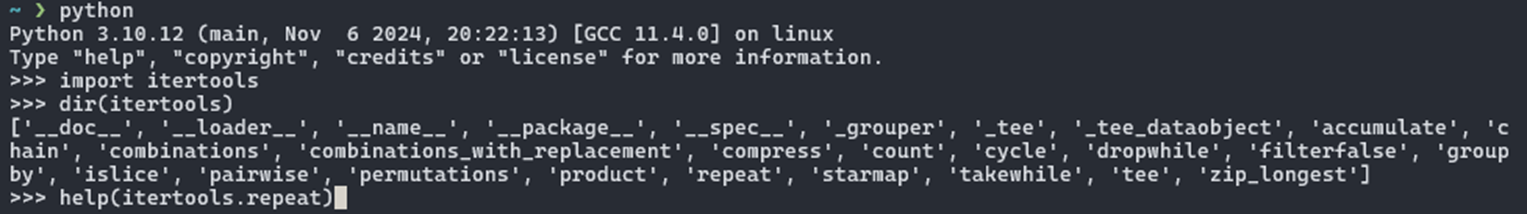 ~ ❯ python
Python 3.10.12 (main, Nov  6 2024, 20:22:13) [GCC 11.4.0] on linux
Type "help", "copyright", "credits" or "license" for more information.
>>> import itertools
>>> dir(itertools)
['__doc__', '__loader__', '__name__', '__package__', '__spec__', '_grouper', '_tee', '_tee_dataobject', 'accumulate', 'c
hain', 'combinations', 'combinations_with_replacement', 'compress', 'count', 'cycle', 'dropwhile', 'filterfalse', 'group
by', 'islice', 'pairwise', 'permutations', 'product', 'repeat', 'starmap', 'takewhile', 'tee', 'zip_longest']
>>> help(itertools.repeat)